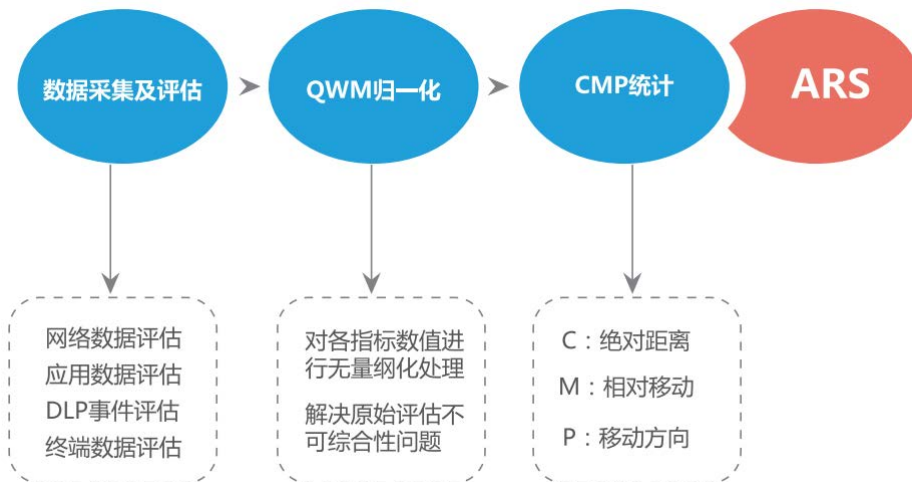 数据采集及评估
QWM归一化
CMP统计
ARS
网络数据评估
应用数据评估
DLP事件评估
终端数据评估
对各指标数值进
行无量纲化处理
解决原始评估不
可综合性问题
C：绝对距离
M：相对移动
P：移动方向